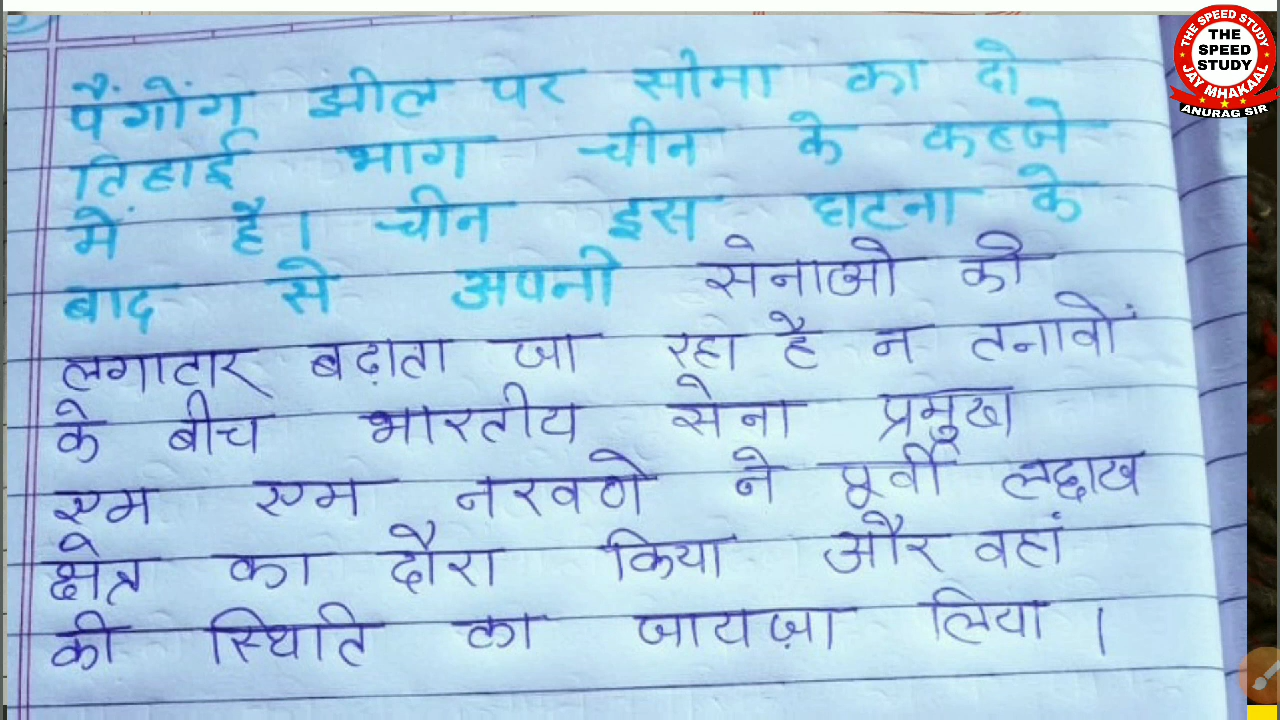 पैंगोंग झील पर सीमा का दो
तिहाई भाग चीन के कब्जे
में है। चीन इस घटना के
बाद से अपनी सेनाओ को
लगाटार बढ़ाता जा रहा है न तनावों
के बीच भारतीय सेना प्रमुख
एम एम नरवणे ने पूर्वी लद्दाख
क्षेत्र का दौरा किया और वहां
की स्थिति का जायज़ा लिया।
THE SPEED STUDY
THE
SPEED
STUDY
JAY MHAKAAL
ANURAG SIR